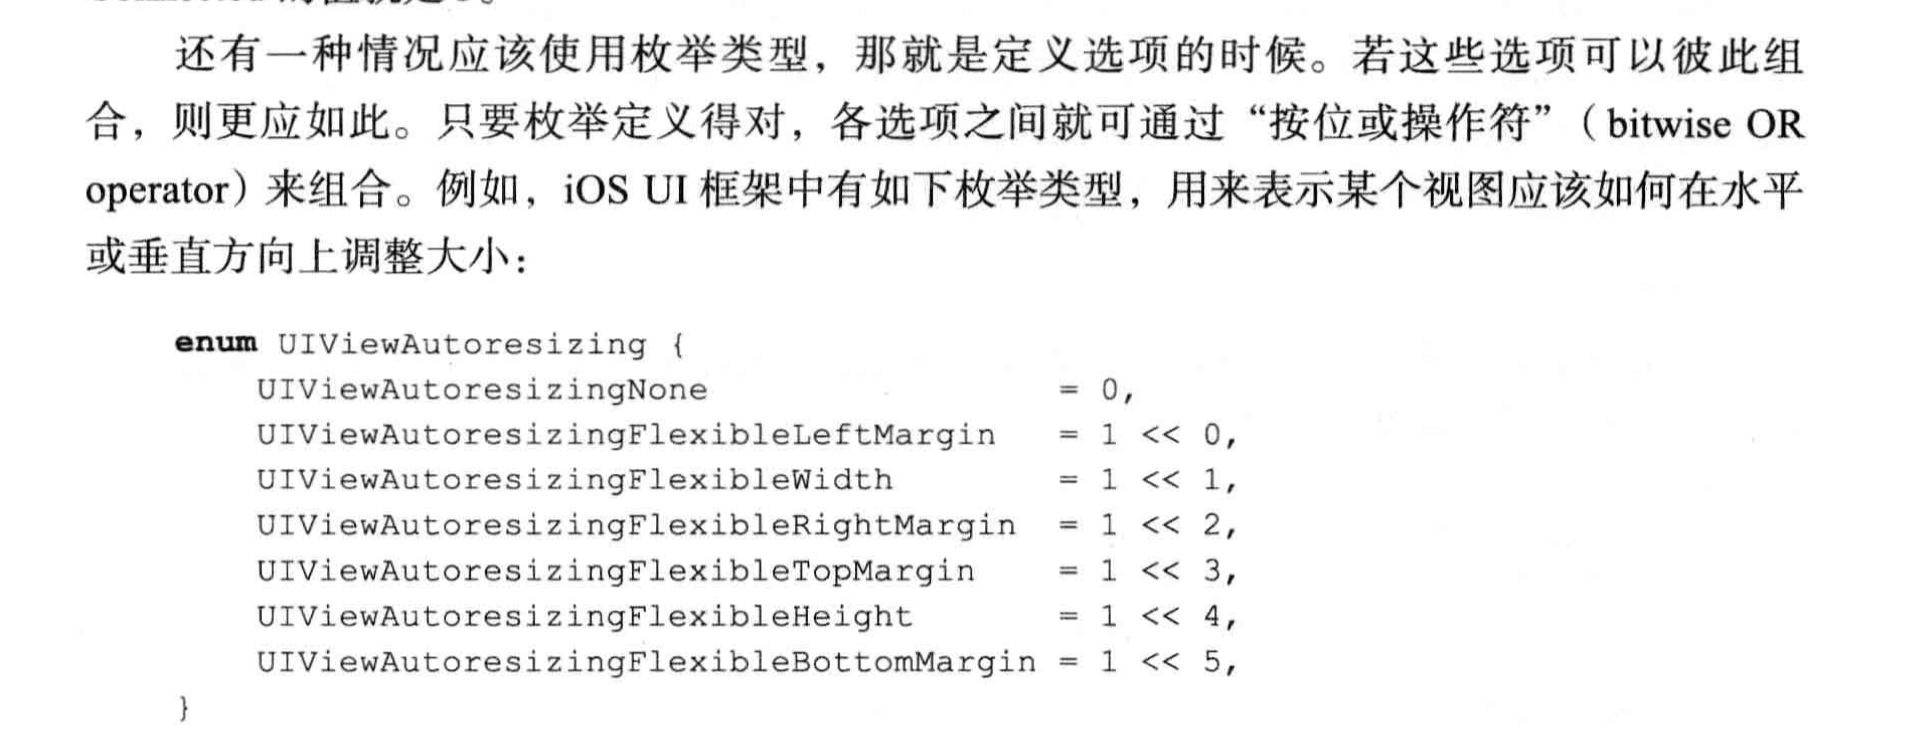 还有一种情况应该使用枚举类型，那就是定义选项的时候。若这些选项可以彼此组
合，则更应如此。只要枚举定义得对，各选项之间就可通过“按位或操作符”（bitwise OR
operator）来组合。例如，iOS UI 框架中有如下枚举类型，用来表示某个视图应该如何在水平
或垂直方向上调整大小：
enum UIViewAutoresizing {
    UIViewAutoresizingNone                 = 0,
    UIViewAutoresizingFlexibleLeftMargin   = 1 << 0,
    UIViewAutoresizingFlexibleWidth        = 1 << 1,
    UIViewAutoresizingFlexibleRightMargin  = 1 << 2,
    UIViewAutoresizingFlexibleTopMargin    = 1 << 3,
    UIViewAutoresizingFlexibleHeight       = 1 << 4,
    UIViewAutoresizingFlexibleBottomMargin = 1 << 5,
}